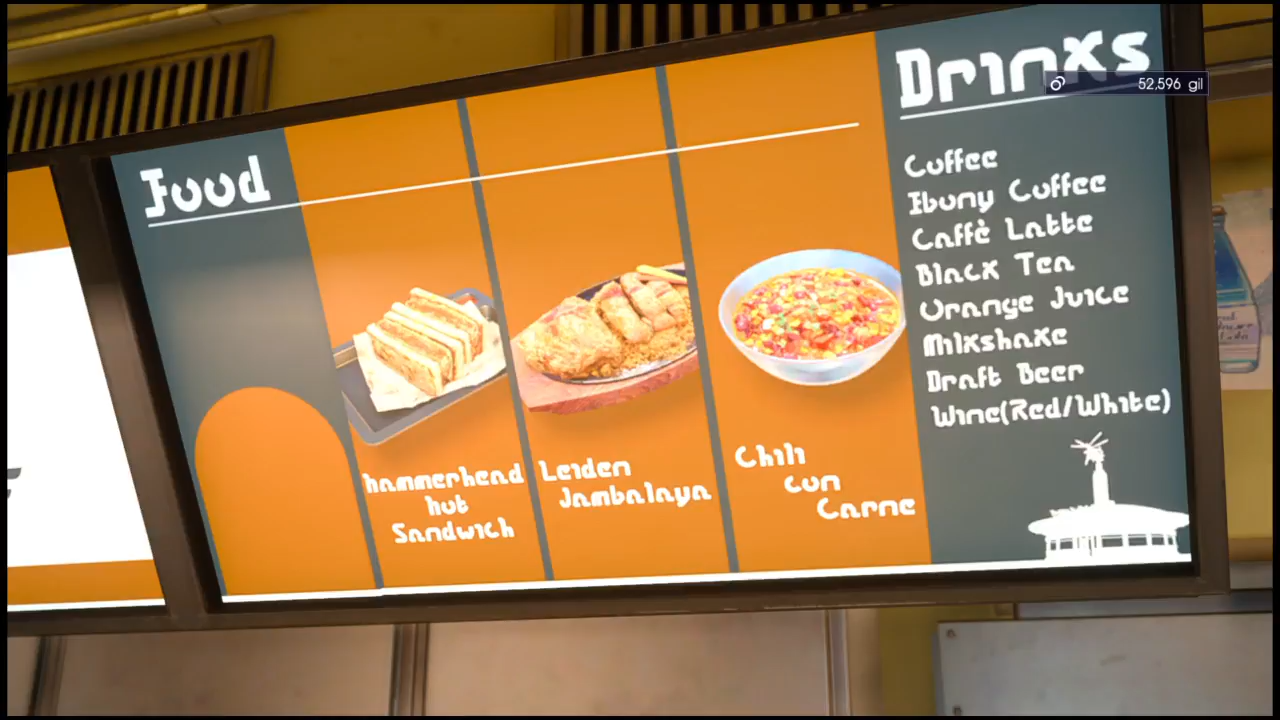 Food
hammerhead
hot
Sandwich
Leiden
Jambalaya
Chili
con
Carne
Drinks
52,596 gil
Coffee
Ebony Coffee
Caffè Latte
Black Tea
Orange Juice
Milkshake
Draft Beer
Wine(Red/White)